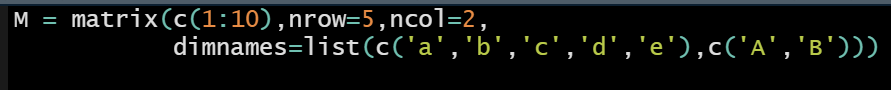 M = matrix(c(1:10),nrow=5,ncol=2,
dimnames=list(c('a','b','c','d','e'),c('A','B')))